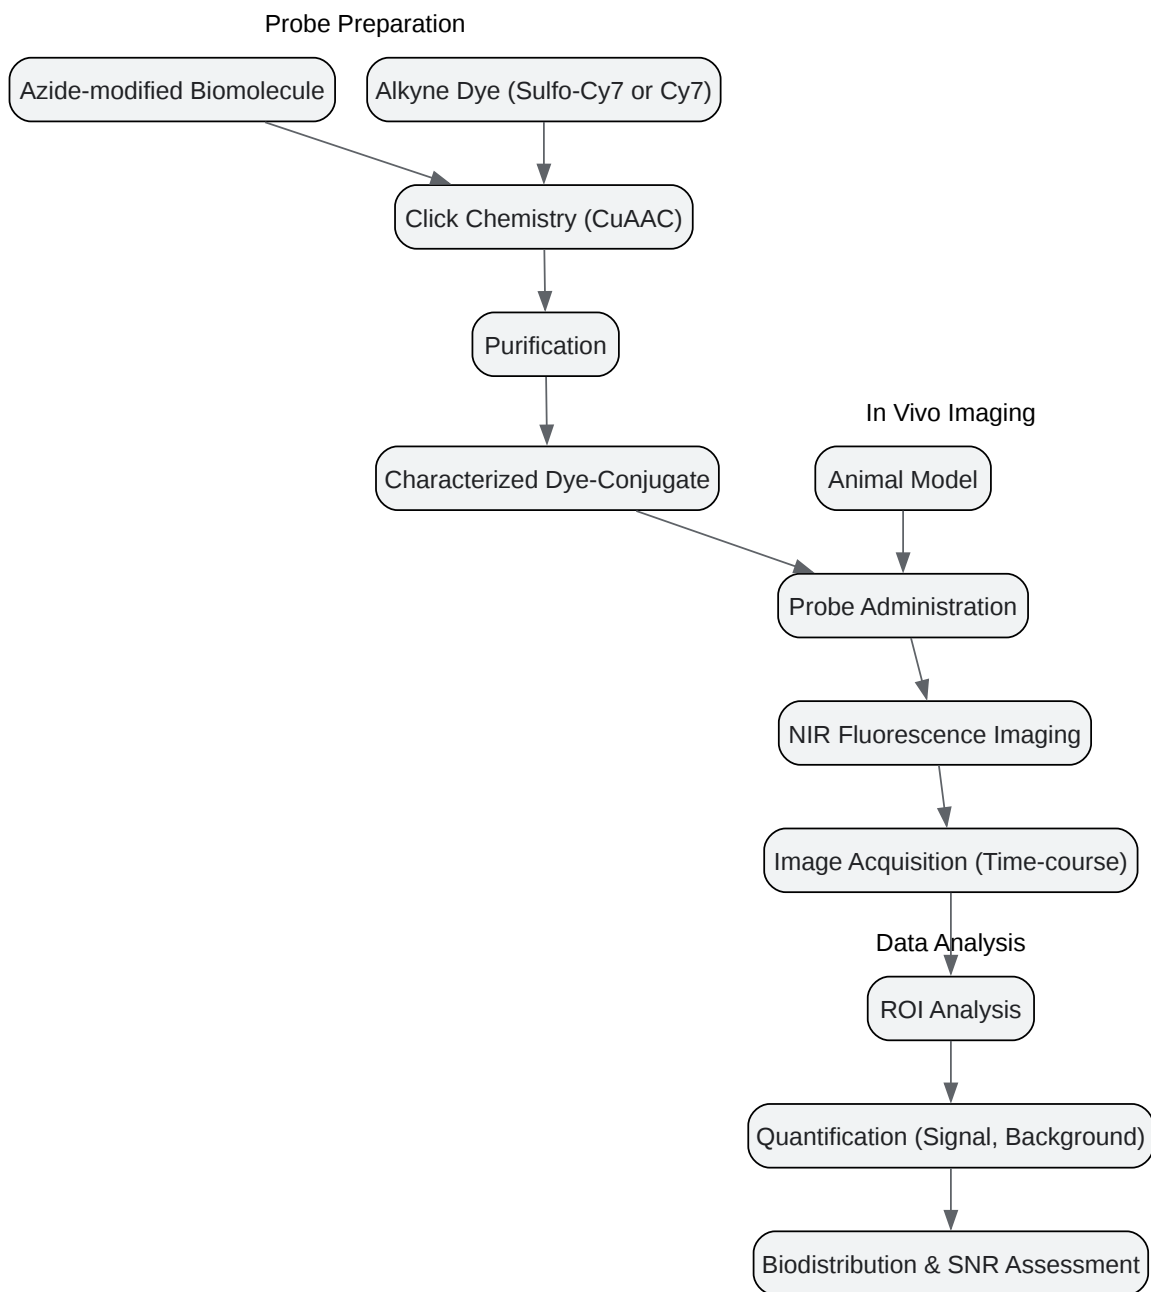 Probe Preparation
Azide-modified Biomolecule
Alkyne Dye (Sulfo-Cy7 or Cy7)
Click Chemistry (CuAAC)
Purification
In Vivo Imaging
Characterized Dye-Conjugate
Animal Model
Probe Administration
NIR Fluorescence Imaging
Image Acquisition (Time-course)
Data Analysis
ROI Analysis
Quantification (Signal, Background)
Biodistribution & SNR Assessment